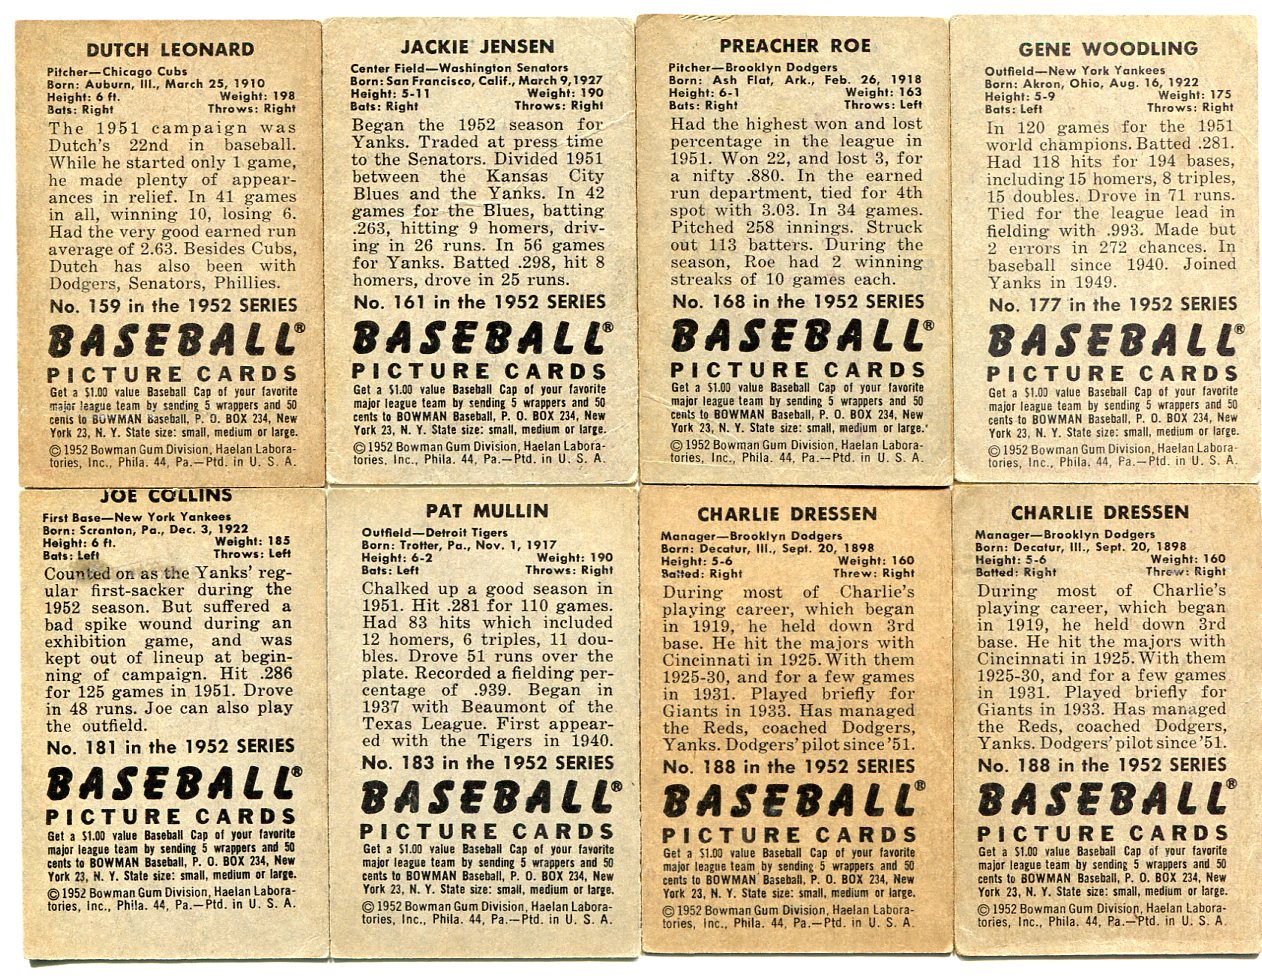 DUTCH LEONARD
Pitcher—Chicago Cubs
Born: Auburn, Ill., March 25, 1910
Height: 6 ft. Weight: 198
Bats: Right Throws: Right
The 1951 campaign was
Dutch's 22nd in baseball.
While he started only 1 game,
he made plenty of appear-
ances in relief. In 41 games
in all, winning 10, losing 6.
Had the very good earned run
average of 2.63. Besides Cubs,
Dutch has also been with
Dodgers, Senators, Phillies.
No. 159 in the 1952 SERIES
BASEBALL®
PICTURE CARDS
Get a $1.00 value Baseball Cap of your favorite
major league team by sending 5 wrappers and 50
cents to BOWMAN Baseball, P. O. BOX 234, New
York 23, N. Y. State size: small, medium or large.
©1952 Bowman Gum Division, Haelan Labora-
tories, Inc., Phila. 44, Pa.—Ptd. in U. S. A.
JACKIE JENSEN
Center Field—Washington Senators
Born: San Francisco, Calif., March 9, 1927
Height: 5-11 Weight: 190
Bats: Right Throws: Right
Began the 1952 season for
Yanks. Traded at press time
to the Senators. Divided 1951
between the Kansas City
Blues and the Yanks. In 42
games for the Blues, batting
.263, hitting 9 homers, driv-
ing in 26 runs. In 56 games
for Yanks. Batted .298, hit 8
homers, drove in 25 runs.
No. 161 in the 1952 SERIES
BASEBALL®
PICTURE CARDS
Get a $1.00 value Baseball Cap of your favorite
major league team by sending 5 wrappers and 50
cents to BOWMAN Baseball, P. O. BOX 234, New
York 23, N. Y. State size: small, medium or large.
©1952 Bowman Gum Division, Haelan Labora-
tories. Inc., Phila. 44, Pa.—Ptd. in U. S. A.
PREACHER ROE
Pitcher—Brooklyn Dodgers
Born: Ash Flat, Ark., Feb. 26, 1918
Height: 6-1 Weight: 163
Bats: Right Throws: Left
Had the highest won and lost
percentage in the league in
1951. Won 22, and lost 3, for
a nifty .880. In the earned
run department, tied for 4th
spot with 3.03. In 34 games.
Pitched 258 innings. Struck
out 113 batters. During the
season, Roe had 2 winning
streaks of 10 games each.
No. 168 in the 1952 SERIES
BASEBALL®
PICTURE CARDS
Get a $1.00 value Baseball Cap of your favorite
major league team by sending 5 wrappers and 50
cents to BOWMAN Baseball, P. O. BOX 234, New
York 23, N. Y. State size: small, medium or large.
©1952 Bowman Gum Division, Haelan Labora-
tories, Inc., Phila. 44, Pa.—Ptd. in U. S. A.
GENE WOODLING
Outfield—New York Yankees
Born: Akron, Ohio, Aug. 16, 1922
Height: 5-9 Weight: 175
Bats: Left Throws: Right
In 120 games for the 1951
world champions. Batted .281.
Had 118 hits for 194 bases,
including 15 homers, 8 triples,
15 doubles. Drove in 71 runs.
Tied for the league lead in
fielding with .993. Made but
2 errors in 272 chances. In
baseball since 1940. Joined
Yanks in 1949.
No. 177 in the 1952 SERIES
BASEBALL®
PICTURE CARDS
Get a $1.00 value Baseball Cap of your favorite
major league team by sending 5 wrappers and 50
cents to BOWMAN Baseball, P. O. BOX 234, New
York 23, N. Y. State size: small, medium or large.
©1952 Bowman Gum Division, Haelan Labora-
tories, Inc., Phila. 44, Pa.—Ptd. in U. S. A.
JOE COLLINS
First Base—New York Yankees
Born: Scranton, Pa., Dec. 3, 1922
Height: 6 ft. Weight: 185
Bats: Left Throws: Left
Counted on as the Yanks' reg-
ular first-sacker during the
1952 season. But suffered a
bad spike wound during an
exhibition game, and was
kept out of lineup at begin-
ning of campaign. Hit .286
for 125 games in 1951. Drove
in 48 runs. Joe can also play
the outfield.
No. 181 in the 1952 SERIES
BASEBALL®
PICTURE CARDS
Get a $1.00 value Baseball Cap of your favorite
major league team by sending 5 wrappers and 50
cents to BOWMAN Baseball, P. O. BOX 234, New
York 23, N. Y. State size: small, medium or large.
©1952 Bowman Gum Division, Haelan Labora-
tories, Inc., Phila. 44, Pa.—Ptd. in U. S. A.
PAT MULLIN
Outfield—Detroit Tigers
Born: Trotter, Pa., Nov. 1, 1917
Height: 6-2 Weight: 190
Bats: Left Throws: Right
Chalked up a good season in
1951. Hit .281 for 110 games.
Had 83 hits which included
12 homers, 6 triples, 11 dou-
bles. Drove 51 runs over the
plate. Recorded a fielding per-
centage of .939. Began in
1937 with Beaumont of the
Texas League. First appear-
ed with the Tigers in 1940.
No. 183 in the 1952 SERIES
BASEBALL®
PICTURE CARDS
Get a $1.00 value Baseball Cap of your favorite
major league team by sending 5 wrappers and 50
cents to BOWMAN Baseball, P. O. BOX 234, New
York 23, N. Y. State size: small, medium or large.
©1952 Bowman Gum Division, Haelan Labora-
tories, Inc., Phila. 44, Pa.—Ptd. in U. S. A.
CHARLIE DRESSEN
Manager—Brooklyn Dodgers
Born: Decatur, Ill., Sept. 20, 1898
Height: 5-6 Weight: 160
Batted: Right Threw: Right
During most of Charlie's
playing career, which began
in 1919, he held down 3rd
base. He hit the majors with
Cincinnati in 1925. With them
1925-30, and for a few games
in 1931. Played briefly for
Giants in 1933. Has managed
the Reds, coached Dodgers,
Yanks. Dodgers' pilot since '51.
No. 188 in the 1952 SERIES
BASEBALL®
PICTURE CARDS
Get a $1.00 value Baseball Cap of your favorite
major league team by sending 5 wrappers and 50
cents to BOWMAN Baseball, P. O. BOX 234, New
York 23, N. Y. State size: small, medium or large.
©1952 Bowman Gum Division, Haelan Labora-
tories, Inc., Phila. 44, Pa.—Ptd. in U. S. A.
CHARLIE DRESSEN
Manager—Brooklyn Dodgers
Born: Decatur, Ill., Sept. 20, 1898
Height: 5-6 Weight: 160
Batted: Right Threw: Right
During most of Charlie's
playing career, which began
in 1919, he held down 3rd
base. He hit the majors with
Cincinnati in 1925. With them
1925-30, and for a few games
in 1931. Played briefly for
Giants in 1933. Has managed
the Reds, coached Dodgers,
Yanks. Dodgers' pilot since '51.
No. 188 in the 1952 SERIES
BASEBALL®
PICTURE CARDS
Get a $1.00 value Baseball Cap of your favorite
major league team by sending 5 wrappers and 50
cents to BOWMAN Baseball, P. O. BOX 234, New
York 23, N. Y. State size: small, medium or large.
©1952 Bowman Gum Division, Haelan Labora-
tories, Inc., Phila. 44, Pa.—Ptd. in U. S. A.